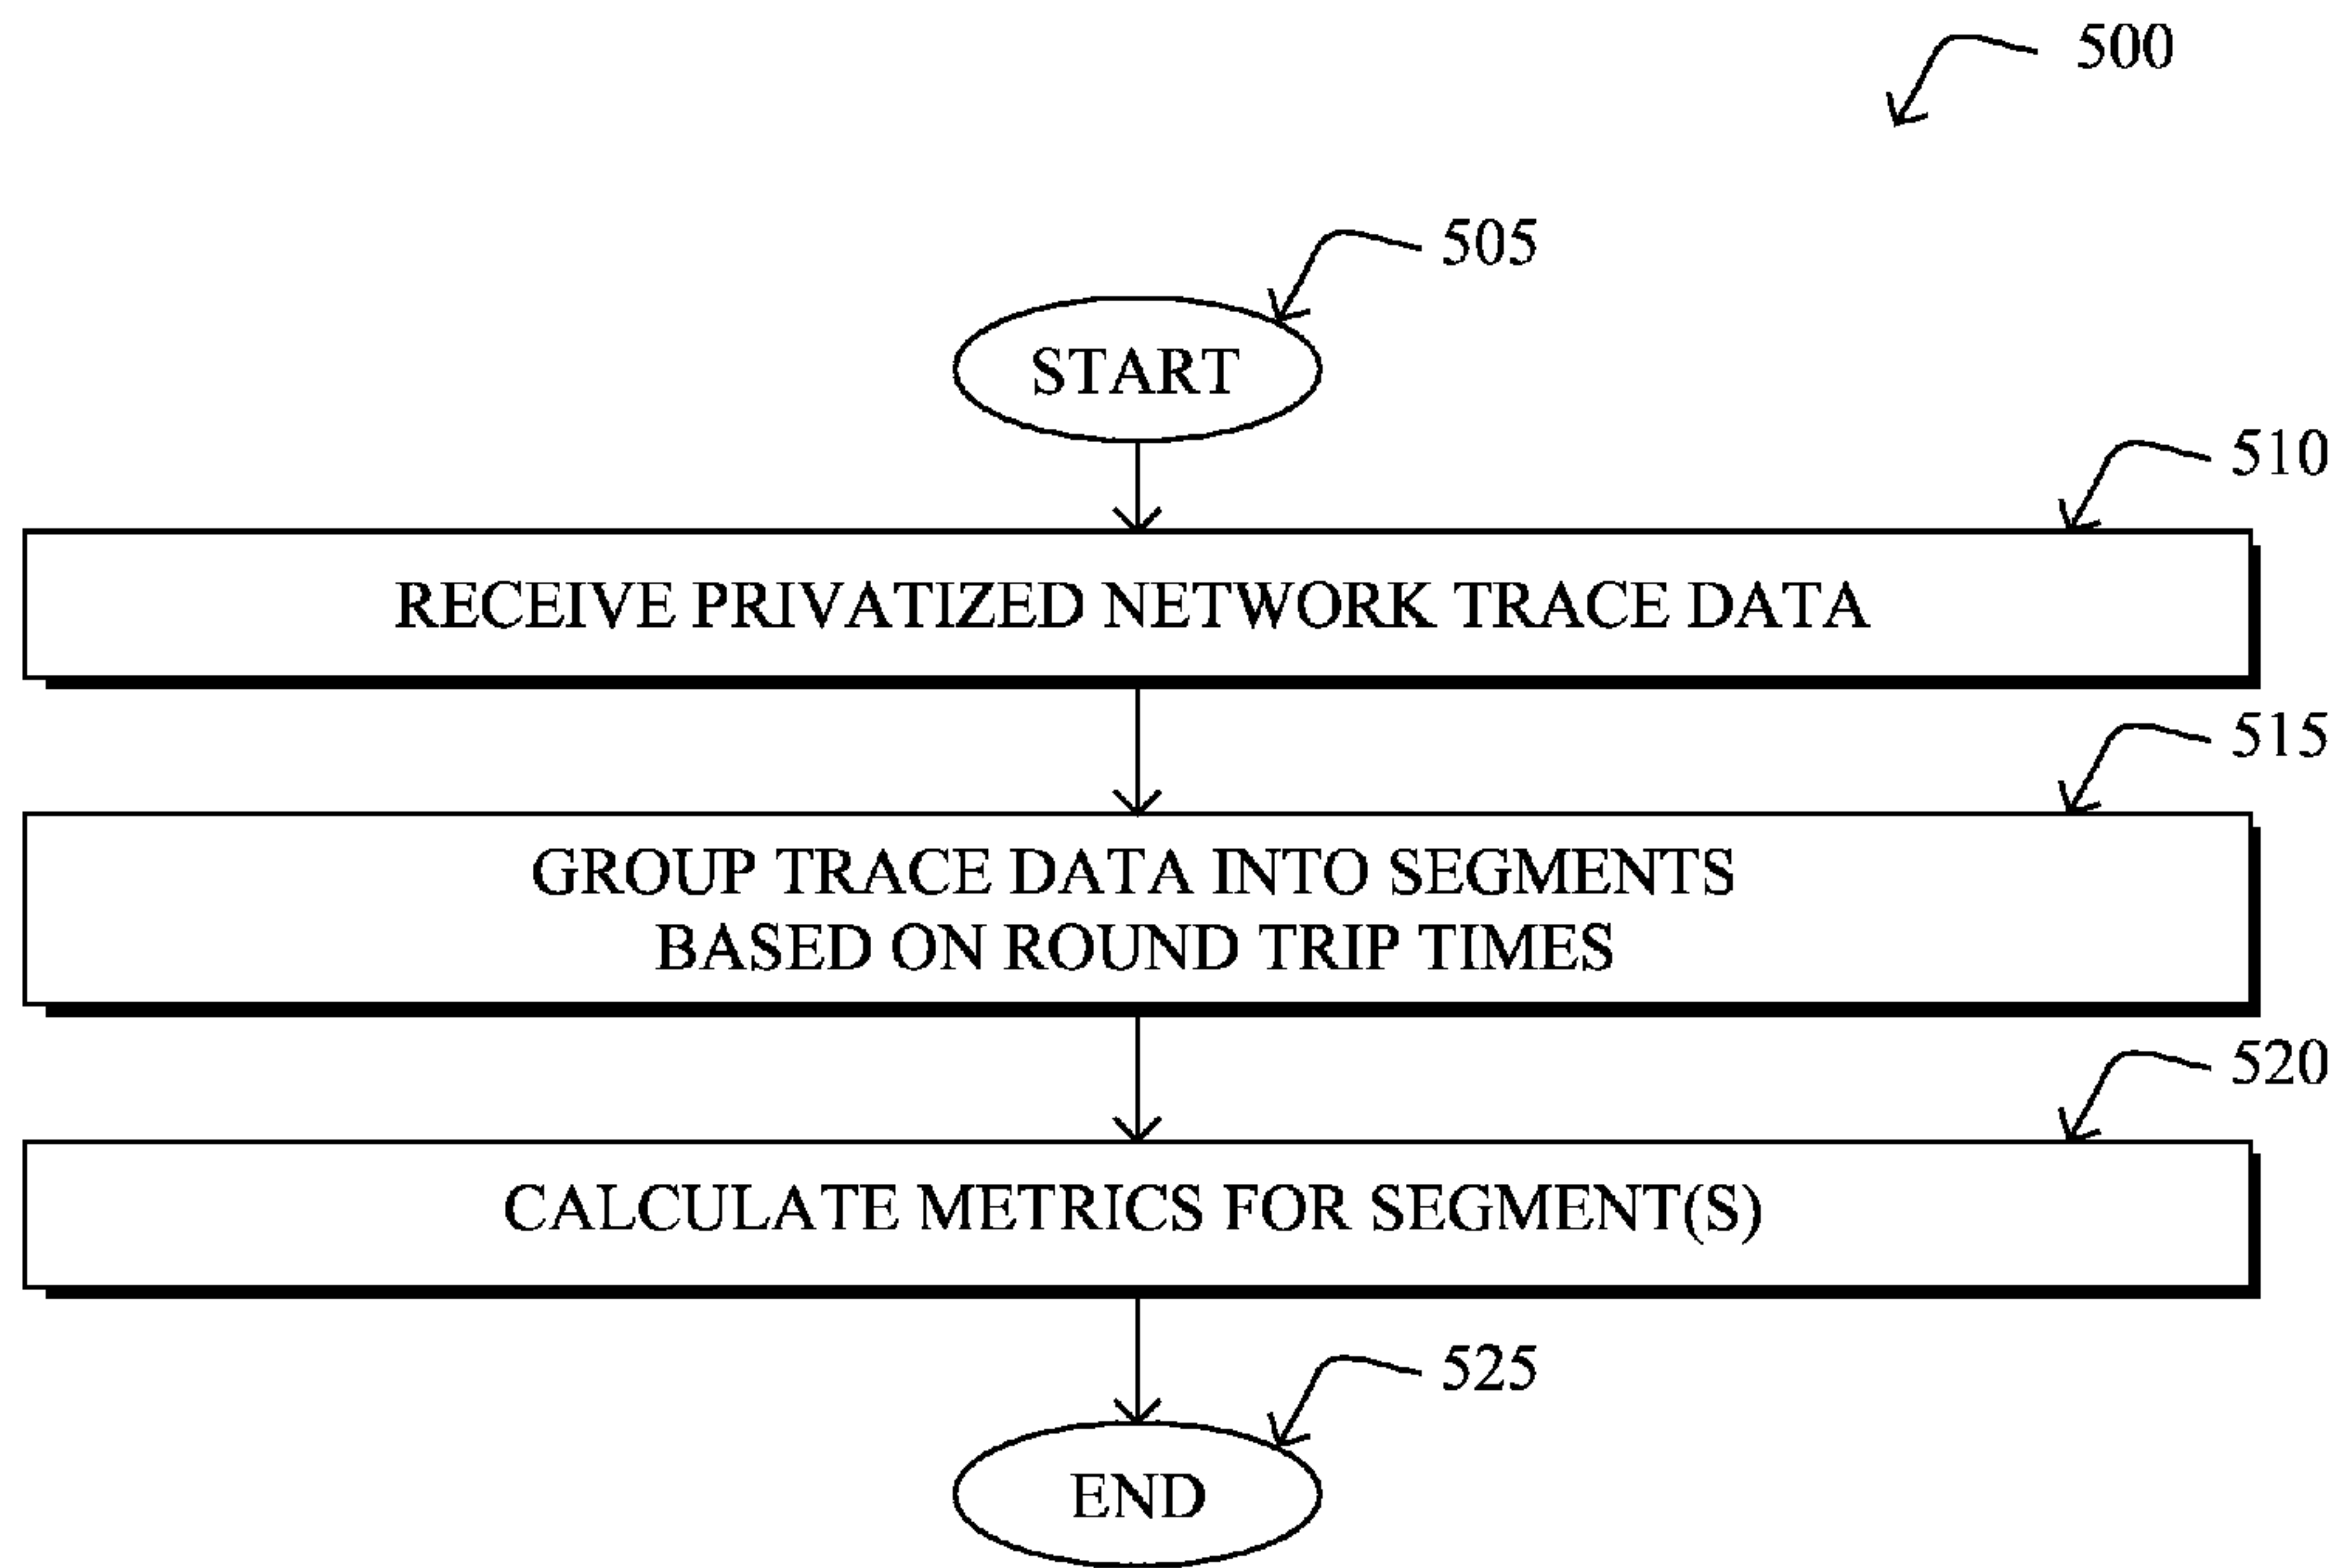 500
505
START
510
RECEIVE PRIVATIZED NETWORK TRACE DATA
515
GROUP TRACE DATA INTO SEGMENTS
BASED ON ROUND TRIP TIMES
520
CALCULATE METRICS FOR SEGMENT(S)
525
END